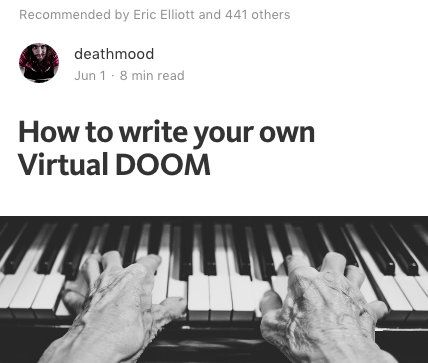 Recommended by Eric Elliott and 441 others
deathmood
Jun 1 · 8 min read
How to write your own
Virtual DOOM